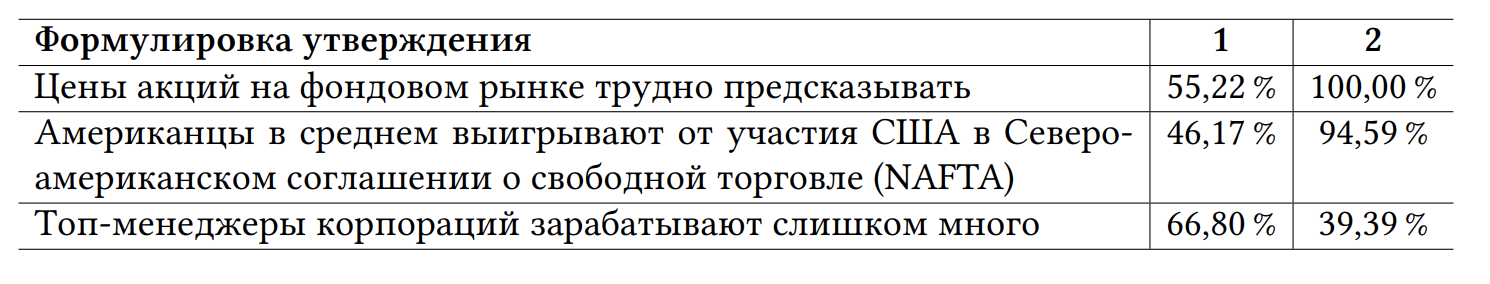 Формулировка утверждения 1 2
Цены акций на фондовом рынке трудно предсказывать 55,22 % 100,00 %
Американцы в среднем выигрывают от участия США в Северо- 46,17 % 94,59 %
американском соглашении о свободной торговле (NAFTA)
Топ-менеджеры корпораций зарабатывают слишком много 66,80 % 39,39 %